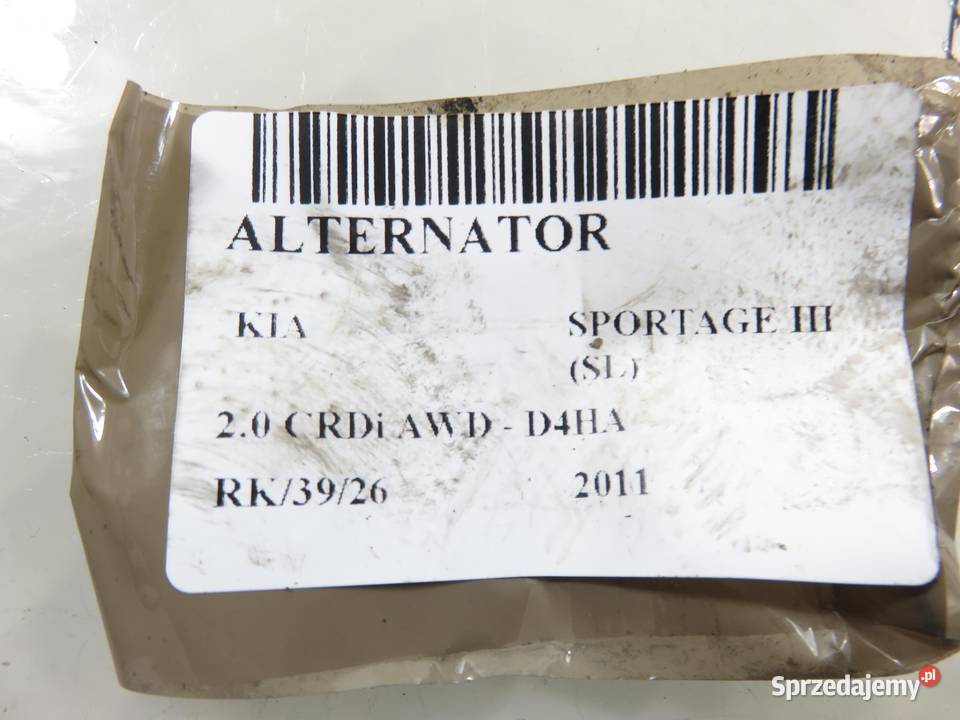 ALTERNATOR
KIA SPORTAGE III
(SL)
2.0 CRDi AWD - D4HA
RK/39/26 2011
Sprzedajemy.pl